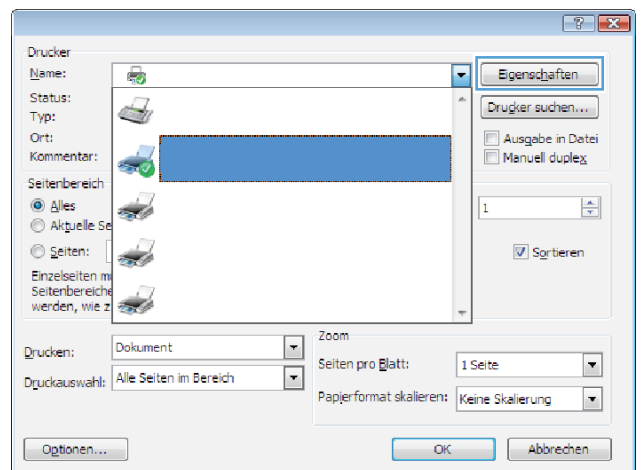 Drucker
Name:
Eigenschaften
Status:
Typ:
Drucker suchen...
Ort:
Ausgabe in Datei
Kommentar:
Manuell duplex
Seitenbereich
Alles
1
Aktuelle Se
Seiten:
Sortieren
Einzelseiten m
Seitenbereiche
werden, wie z
Zoom
Drucken:
Dokument
Seiten pro Blatt:
1 Seite
Druckauswahl:
Alle Seiten im Bereich
Papierformat skalieren:
Keine Skalierung
Optionen...
OK
Abbrechen